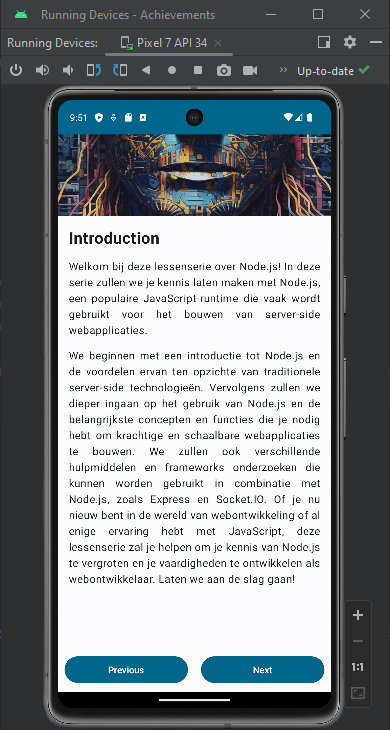 Running Devices - Achievements
Running Devices:
Pixel 7 API 34
Up-to-date
9:51
Introduction
Welkom bij deze lessenserie over Node.js! In deze
serie zullen we je kennis laten maken met Node.js,
een populaire JavaScript-runtime die vaak wordt
gebruikt voor het bouwen van server-side
webapplicaties.
We beginnen met een introductie tot Node.js en
de voordelen ervan ten opzichte van traditionele
server-side technologieën. Vervolgens zullen we
dieper ingaan op het gebruik van Node.js en de
belangrijkste concepten en functies die je nodig
hebt om krachtige en schaalbare webapplicaties
te bouwen. We zullen ook verschillende
hulpmiddelen en frameworks onderzoeken die
kunnen worden gebruikt in combinatie met
Node.js, zoals Express en Socket.IO. Of je nu
nieuw bent in de wereld van webontwikkeling of al
enige ervaring hebt met JavaScript, deze
lessenserie zal je helpen om je kennis van Node.js
te vergroten en je vaardigheden te ontwikkelen als
webontwikkelaar. Laten we aan de slag gaan!
1:1
Previous
Next